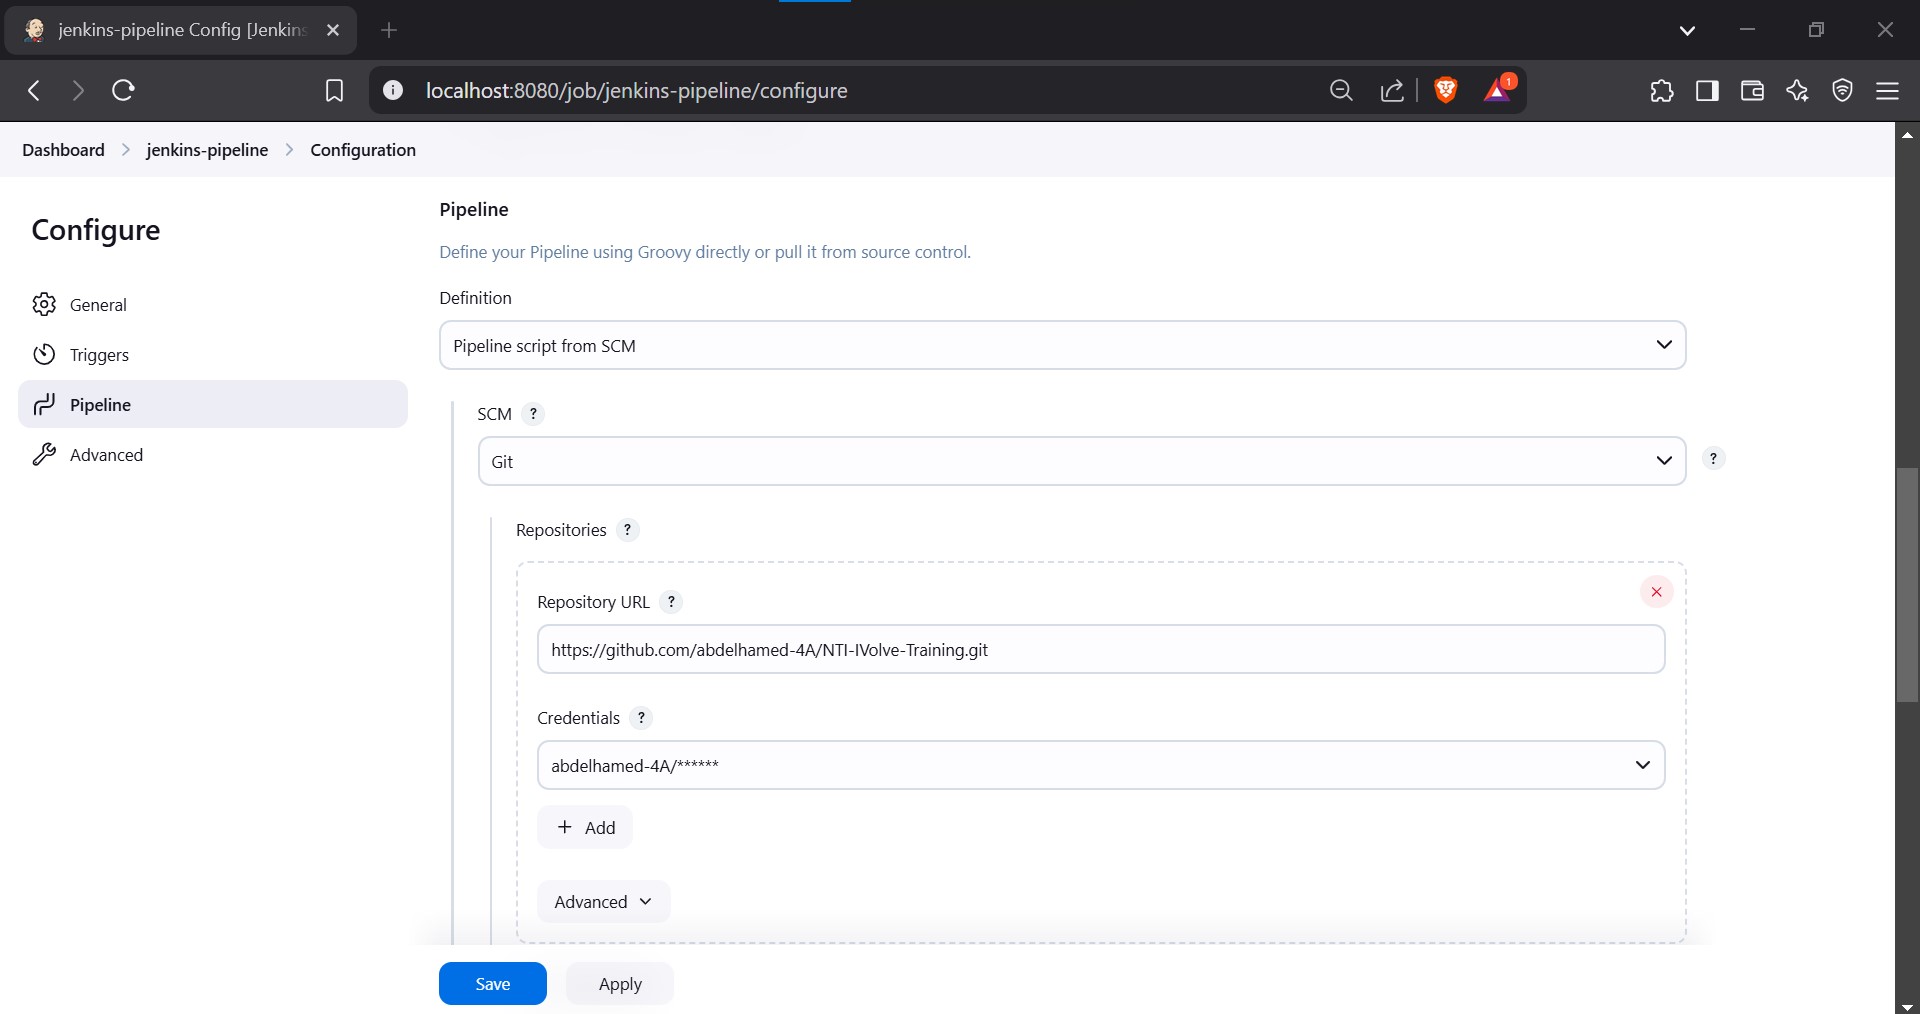 jenkins-pipeline Config [Jenkins
localhost:8080/job/jenkins-pipeline/configure
1
Dashboard > jenkins-pipeline > Configuration
Configure
General
Triggers
Pipeline
Advanced
Pipeline
Define your Pipeline using Groovy directly or pull it from source control.
Definition
Pipeline script from SCM
SCM ?
Git
?
Repositories ?
Repository URL ?
https://github.com/abdelhamed-4A/NTI-IVolve-Training.git
Credentials ?
abdelhamed-4A/******
+ Add
Advanced
Save
Apply